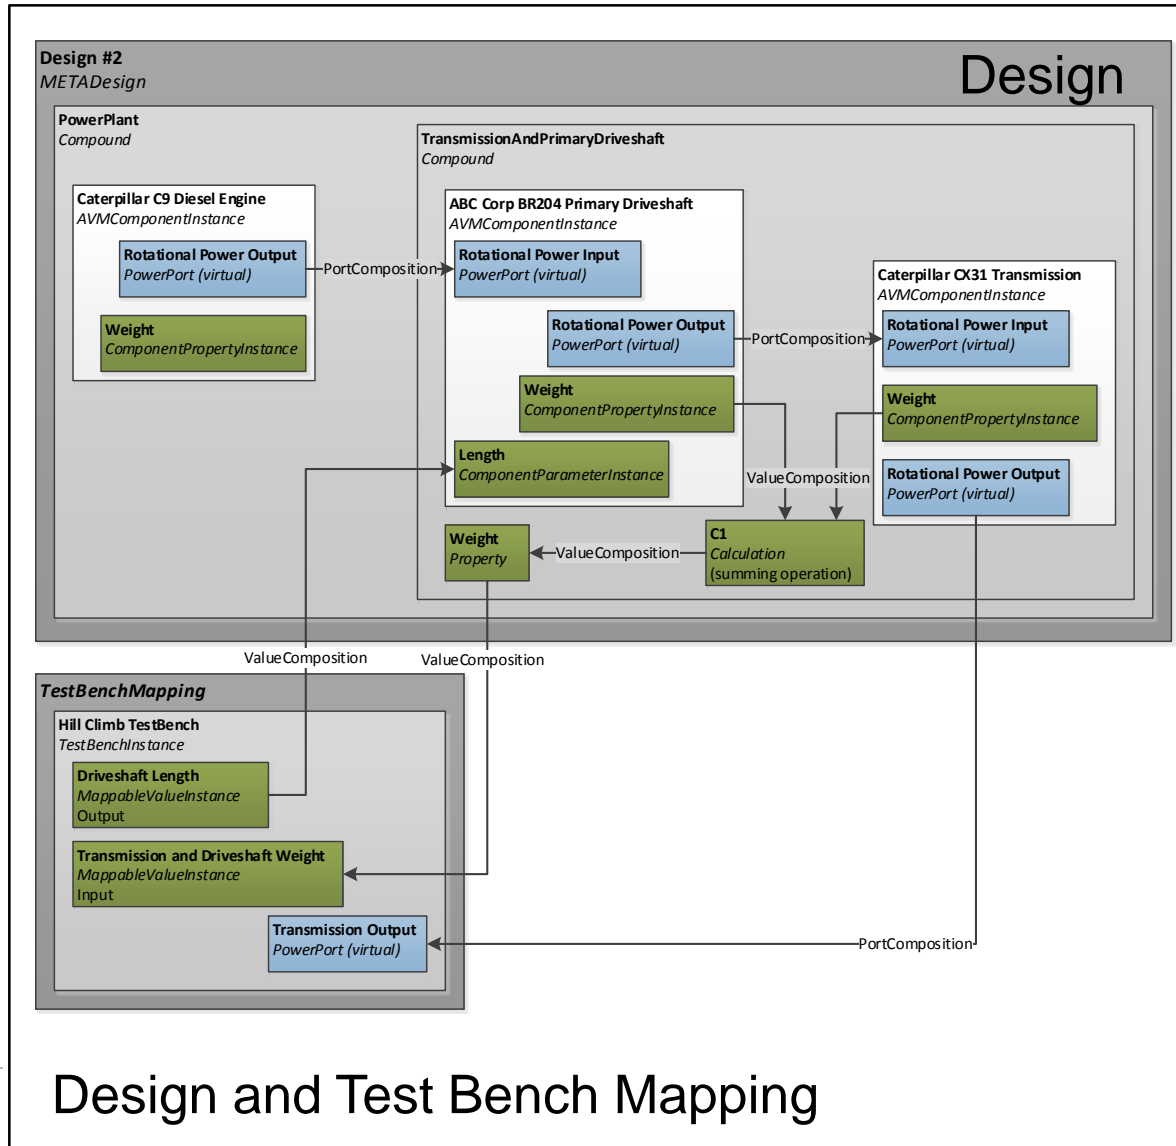 Design #2
METADesign
Design
PowerPlant
Compound
TransmissionAndPrimaryDriveshaft
Compound
Caterpillar C9 Diesel Engine
AVMComponentInstance
Rotational Power Output
PowerPort (virtual)
Weight
ComponentPropertyInstance
PortComposition
ABC Corp BR204 Primary Driveshaft
AVMComponentInstance
Rotational Power Input
PowerPort (virtual)
Rotational Power Output
PowerPort (virtual)
Weight
ComponentPropertyInstance
Length
ComponentParameterInstance
PortComposition
Caterpillar CX31 Transmission
AVMComponentInstance
Rotational Power Input
PowerPort (virtual)
Weight
ComponentPropertyInstance
Rotational Power Output
PowerPort (virtual)
ValueComposition
Weight
Property
ValueComposition
C1
Calculation
(summing operation)
ValueComposition
ValueComposition
TestBenchMapping
Hill Climb TestBench
TestBenchInstance
Driveshaft Length
MappableValueInstance
Output
Transmission and Driveshaft Weight
MappableValueInstance
Input
Transmission Output
PowerPort (virtual)
PortComposition
Design and Test Bench Mapping